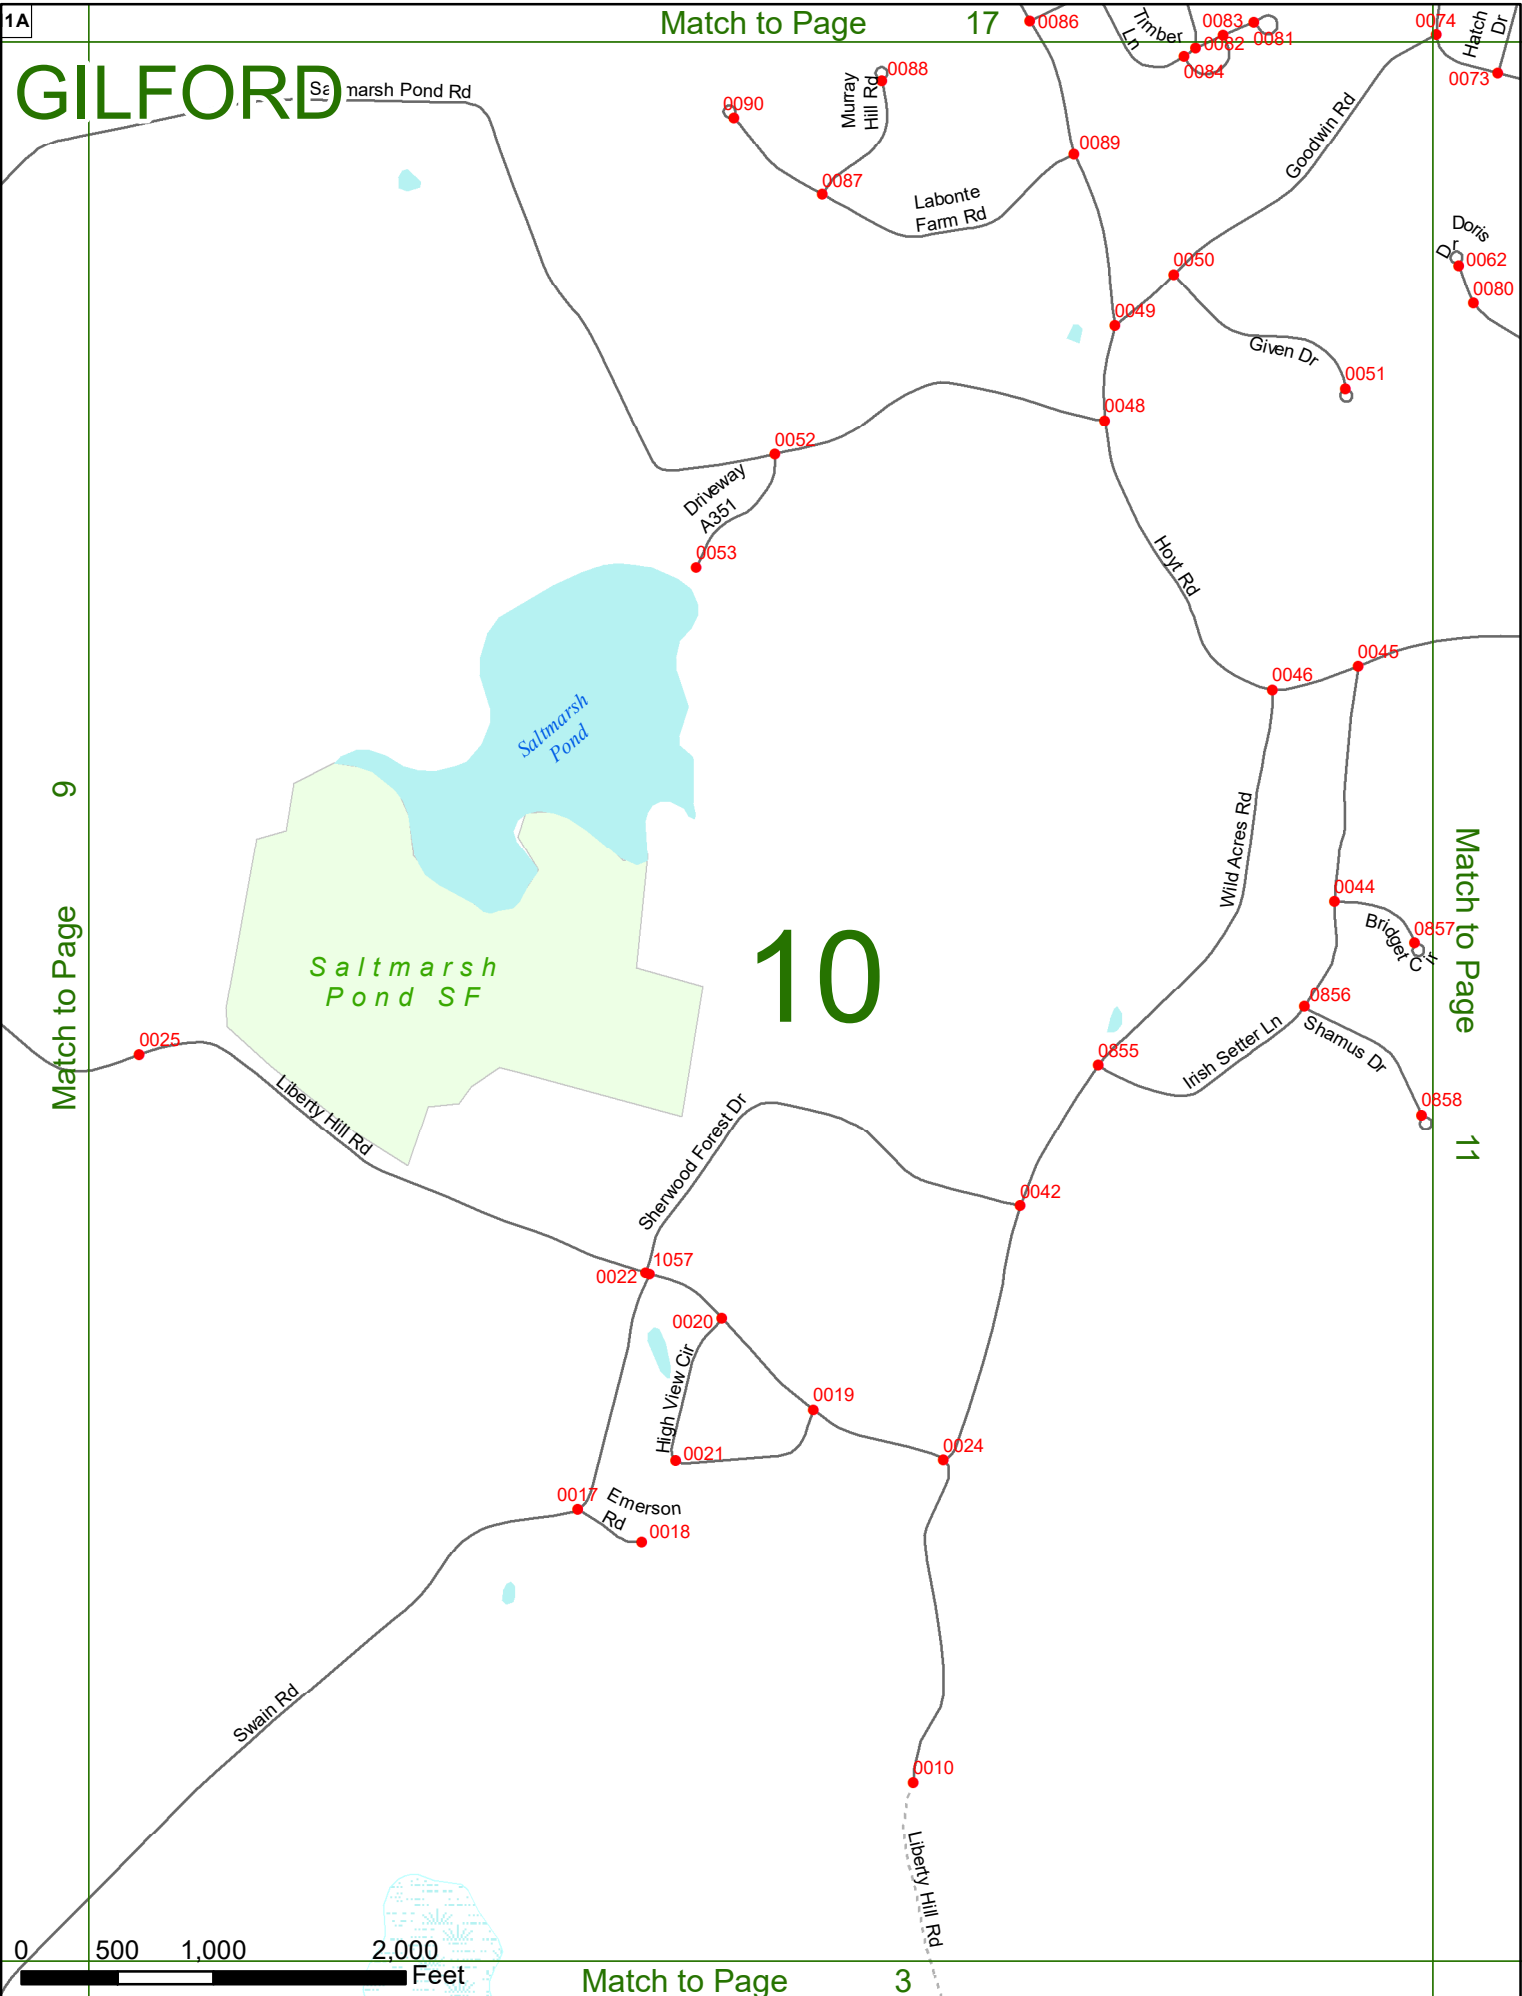 1A
Match to Page 17
GILFORD
Saltmarsh Pond Rd
0086
Timber
Ln
0083
0082
0081
0084
0074
Hatch
Dr
0073
0088
Murray
Hill Rd
0090
0089
0087
Labonte
Farm Rd
Goodwin Rd
Doris
Dr
0062
0080
0050
0049
Given Dr
0051
0048
0052
Driveway
A351
0053
Hoyt Rd
0045
0046
Saltmarsh
Pond
Match to Page 9
Wild Acres Rd
0044
Bridget Cir
0857
Match to Page 11
10
Saltmarsh
Pond SF
0856
Shamus Dr
Irish Setter Ln
0025
0855
0858
Liberty Hill Rd
Sherwood Forest Dr
0042
1057
0022
0020
High View Cir
0019
0021
0024
0017
Emerson
Rd
0018
Swain Rd
0010
Liberty Hill Rd
0 500 1,000 2,000
Feet
Match to Page 3